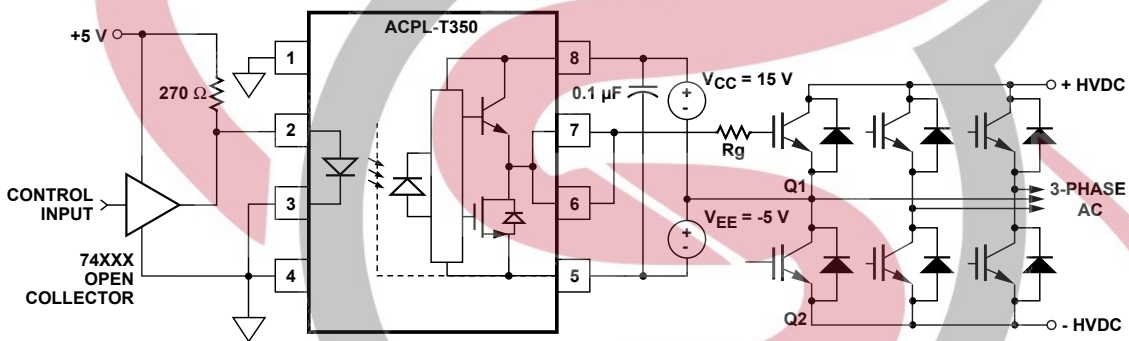 ACPL-T350
+5 V
270 Ω
1
2
3
4
8
7
6
5
CONTROL
INPUT
74XXX
OPEN
COLLECTOR
0.1 µF
+
-
VCC = 15 V
+
-
VEE = -5 V
Rg
Q1
Q2
+ HVDC
3-PHASE
AC
- HVDC